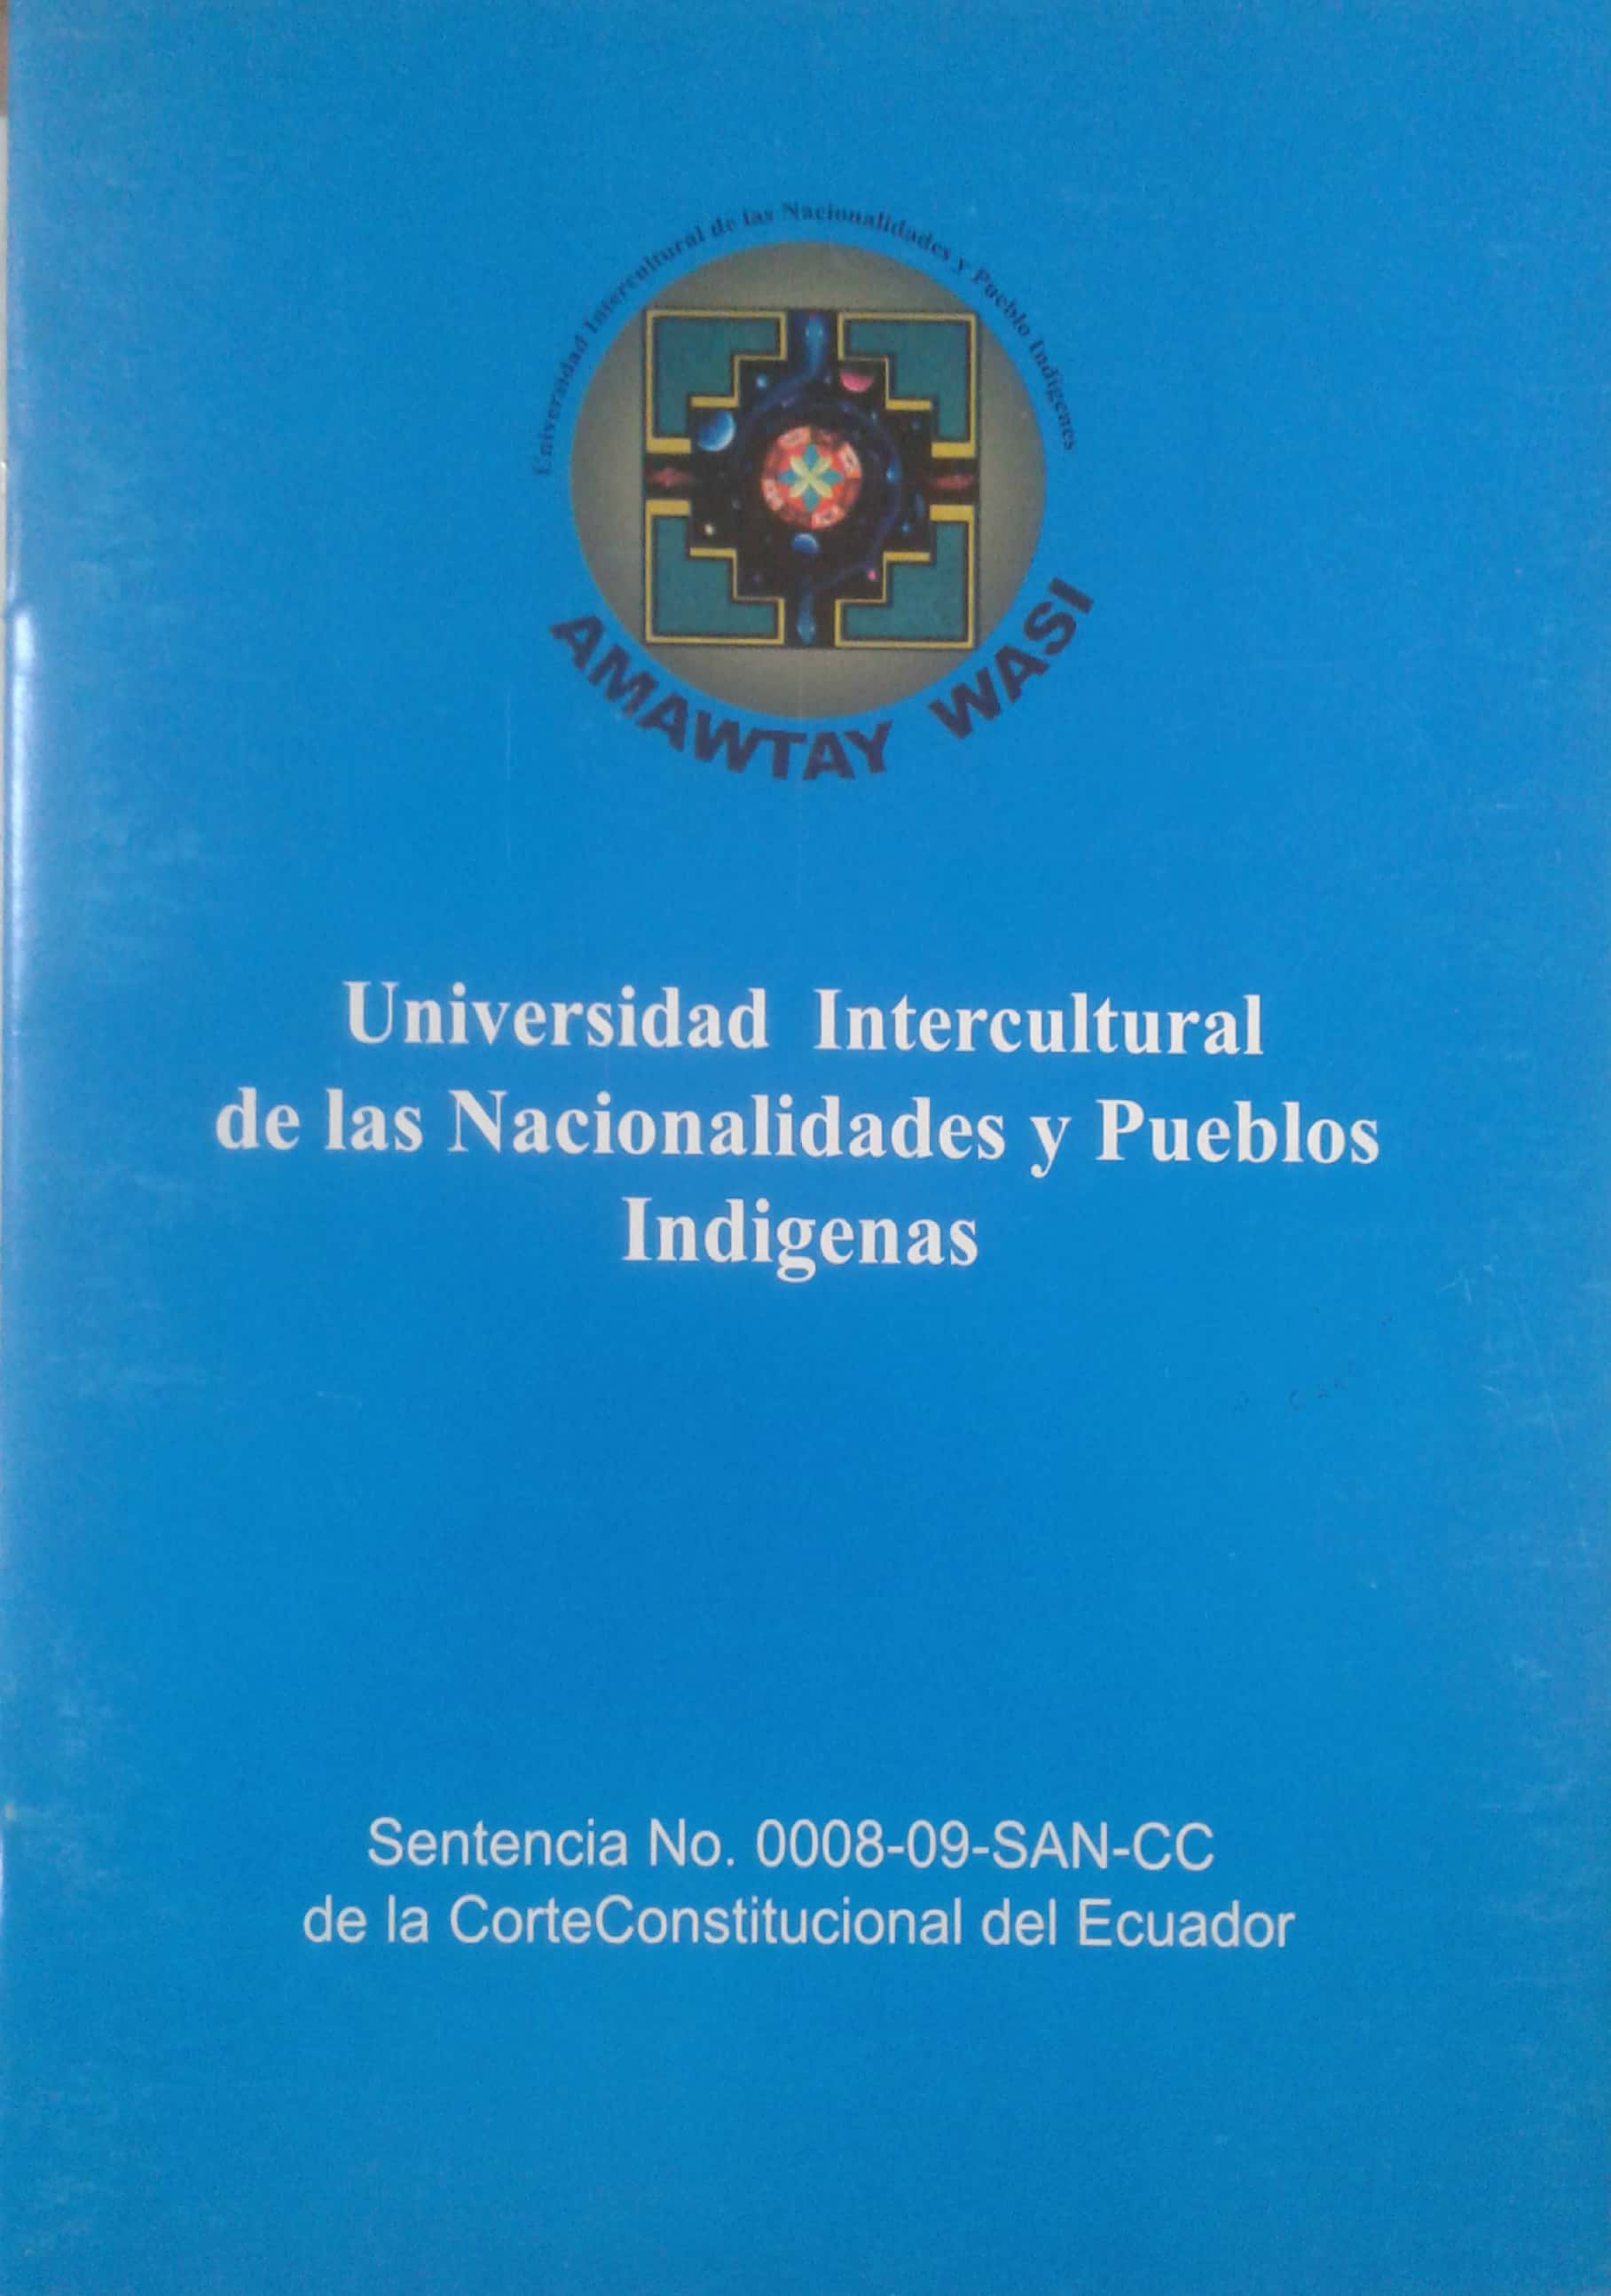 Universidad Intercultural de las Nacionalidades y Pueblo Indigenes
AMAWTAY WASI
Universidad Intercultural
de las Nacionalidades y Pueblos
Indigenas
Sentencia No. 0008-09-SAN-CC
de la CorteConstitucional del Ecuador